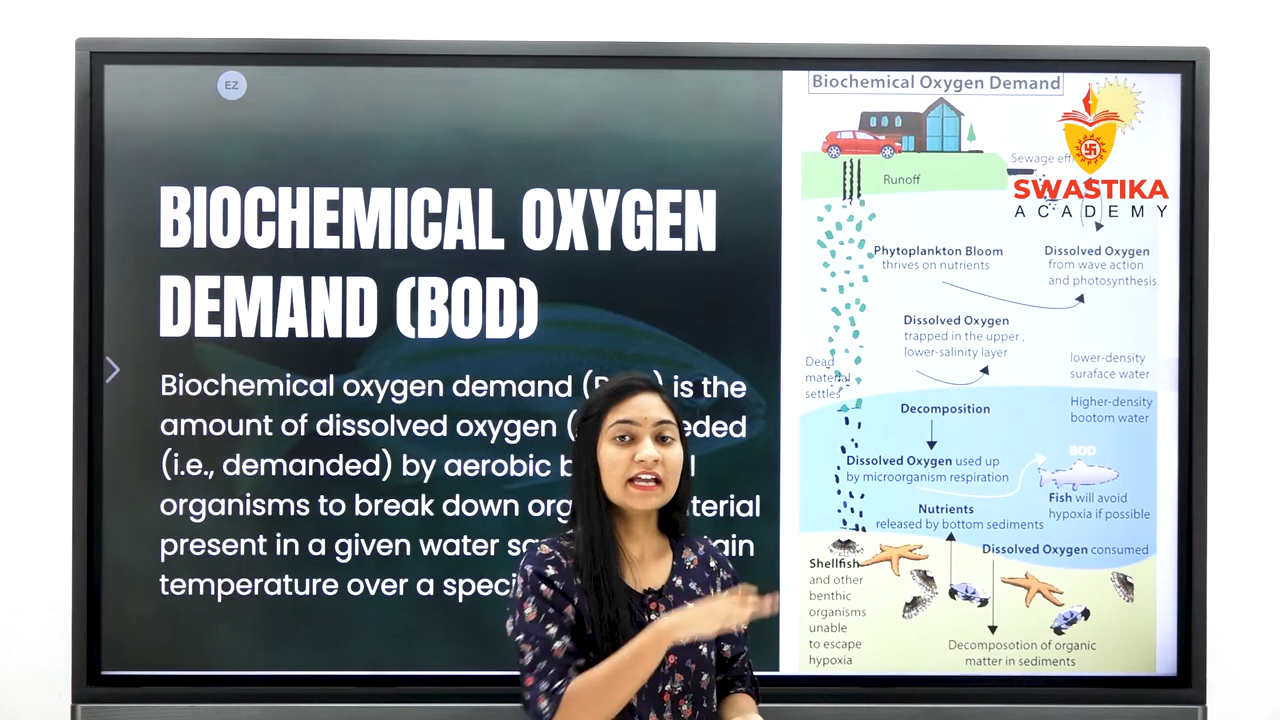 EZ
BIOCHEMICAL OXYGEN
DEMAND (BOD)
Biochemical oxygen demand ( is the
amount of dissolved oxygen (
(i.e., demanded) by aerobic
organisms to break down
present in a given water
temperature over a
Biochemical Oxygen Demand
Sewage
Runoff
SWASTIKA
ACADEMY
Phytoplankton Bloom
thrives on nutrients
Dissolved Oxygen
from wave action
and photosynthesis
Dissolved Oxygen
trapped in the upper ,
lower-salinity layer
Dead
material
settles
lower-density
suraface water
Higher-density
bootom water
Decomposition
BOD
Dissolved Oxygen used up
by microorganism respiration
Fish will avoid
hypoxia if possible
Nutrients
released by bottom sediments
Dissolved Oxygen consumed
Shellfish
and other
benthic
organisms
unable
to escape
hypoxia
Decomposotion of organic
matter in sediments